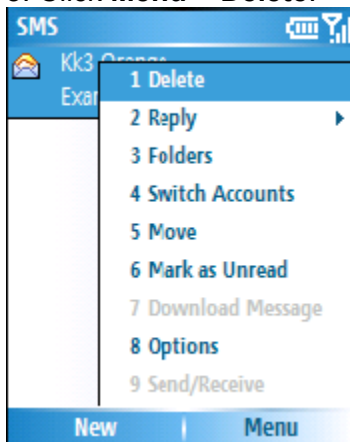 SMS
Kk3 Orange
Exam
1 Delete
2 Reply
3 Folders
4 Switch Accounts
5 Move
6 Mark as Unread
7 Download Message
8 Options
9 Send/Receive
New Menu